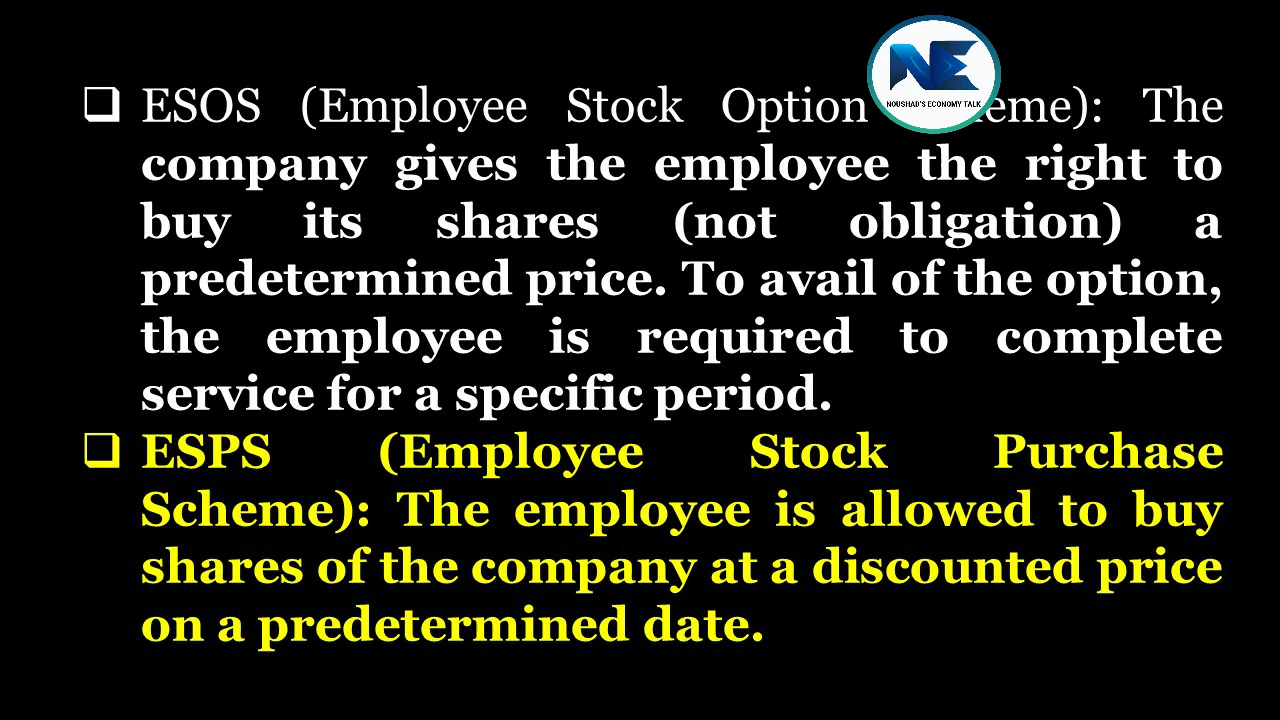 NE
NOUSHAD'S ECONOMY TALK
❑ ESOS (Employee Stock Option eme): The
company gives the employee the right to
buy its shares (not obligation) a
predetermined price. To avail of the option,
the employee is required to complete
service for a specific period.
❑ ESPS (Employee Stock Purchase
Scheme): The employee is allowed to buy
shares of the company at a discounted price
on a predetermined date.